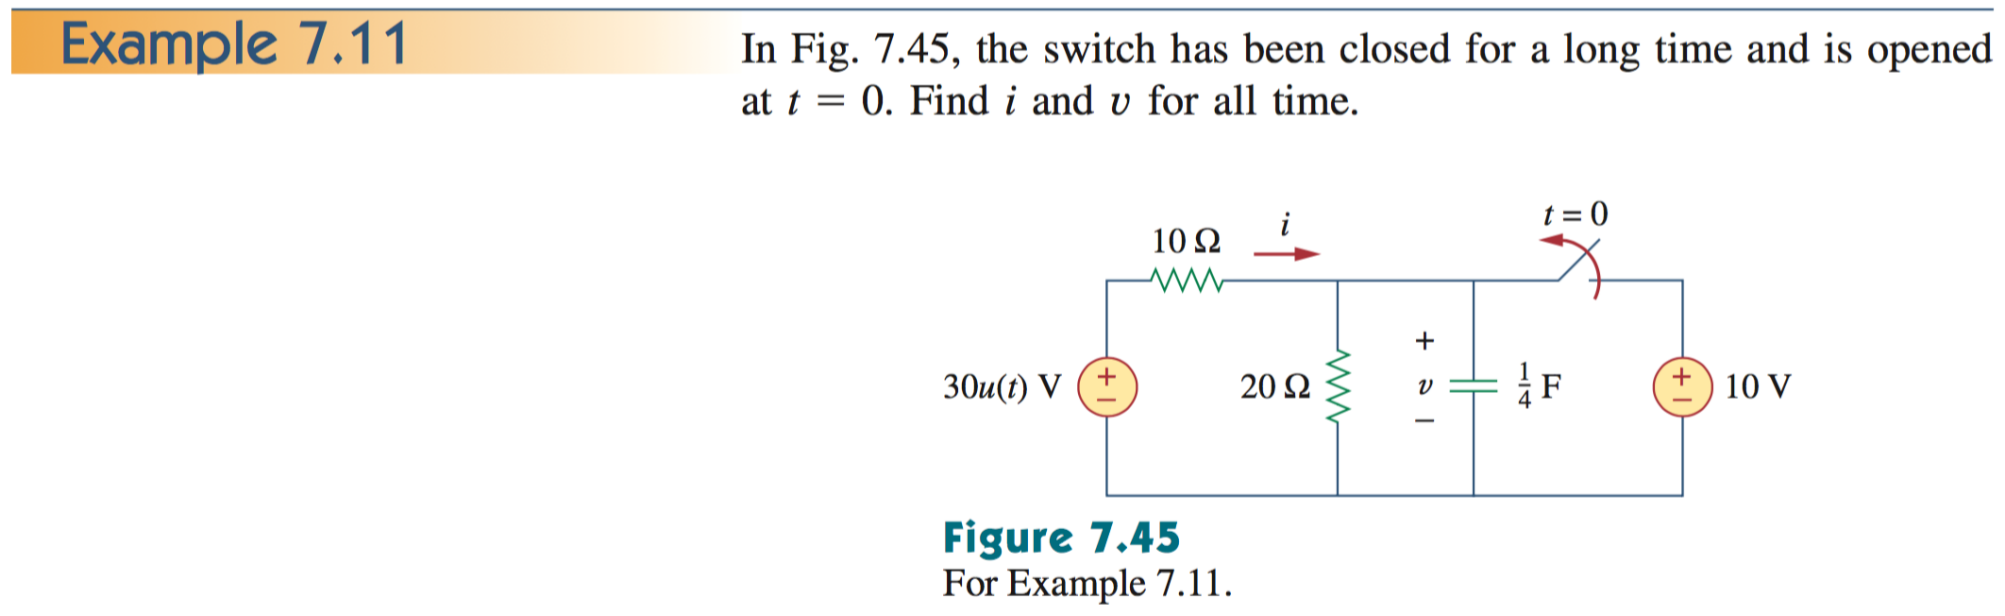 Example 7.11
In Fig. 7.45, the switch has been closed for a long time and is opened
at t = 0. Find i and v for all time.
t = 0
i
10 Ω
+
30u(t) V
+
−
20 Ω
v
1/4 F
+
−
10 V
−
Figure 7.45
For Example 7.11.